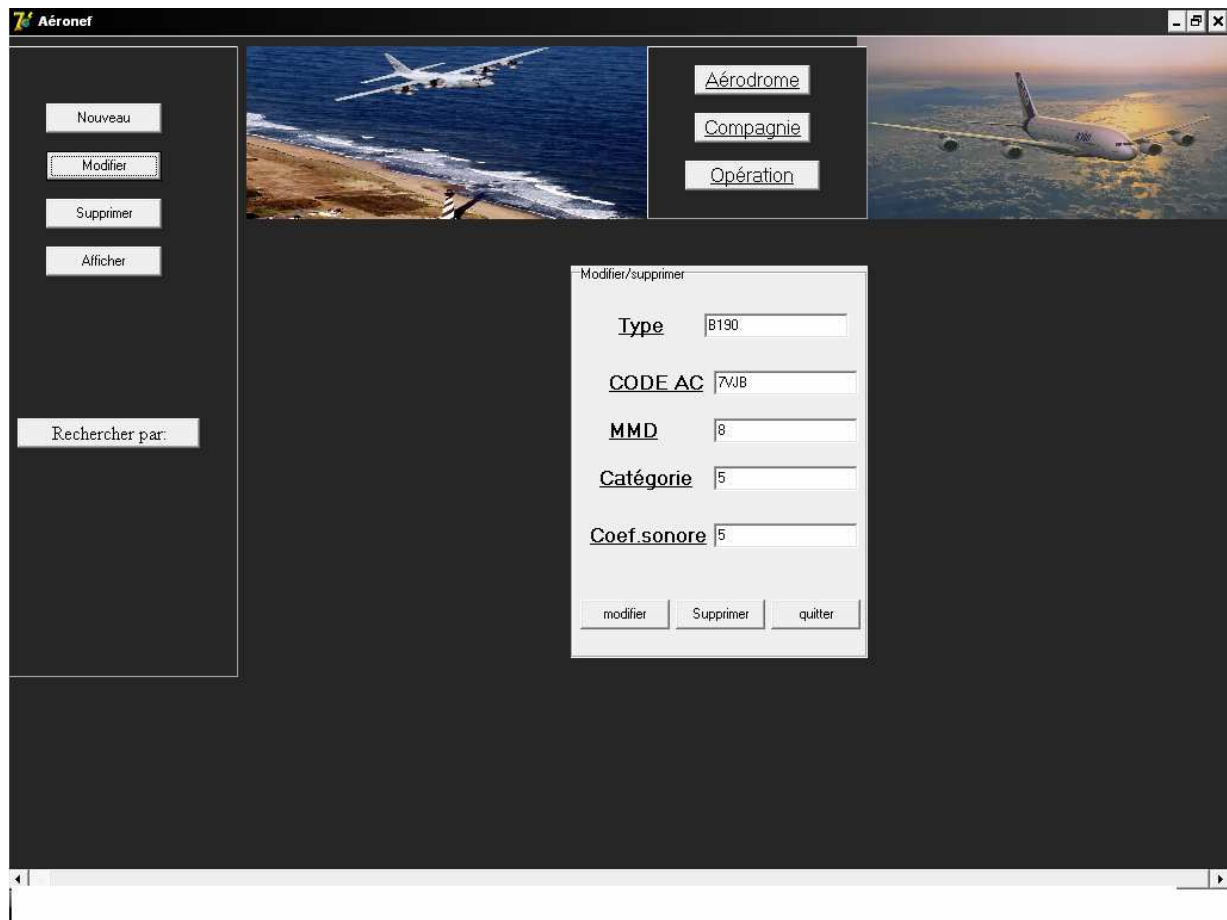 Aéronef
Nouveau
Modifier
Supprimer
Afficher
Rechercher par:
Aérodrome
Compagnie
Opération
Modifier/supprimer
Type B190
CODE AC 7VJB
MMD 8
Catégorie 5
Coef.sonore 5
modifier Supprimer quitter